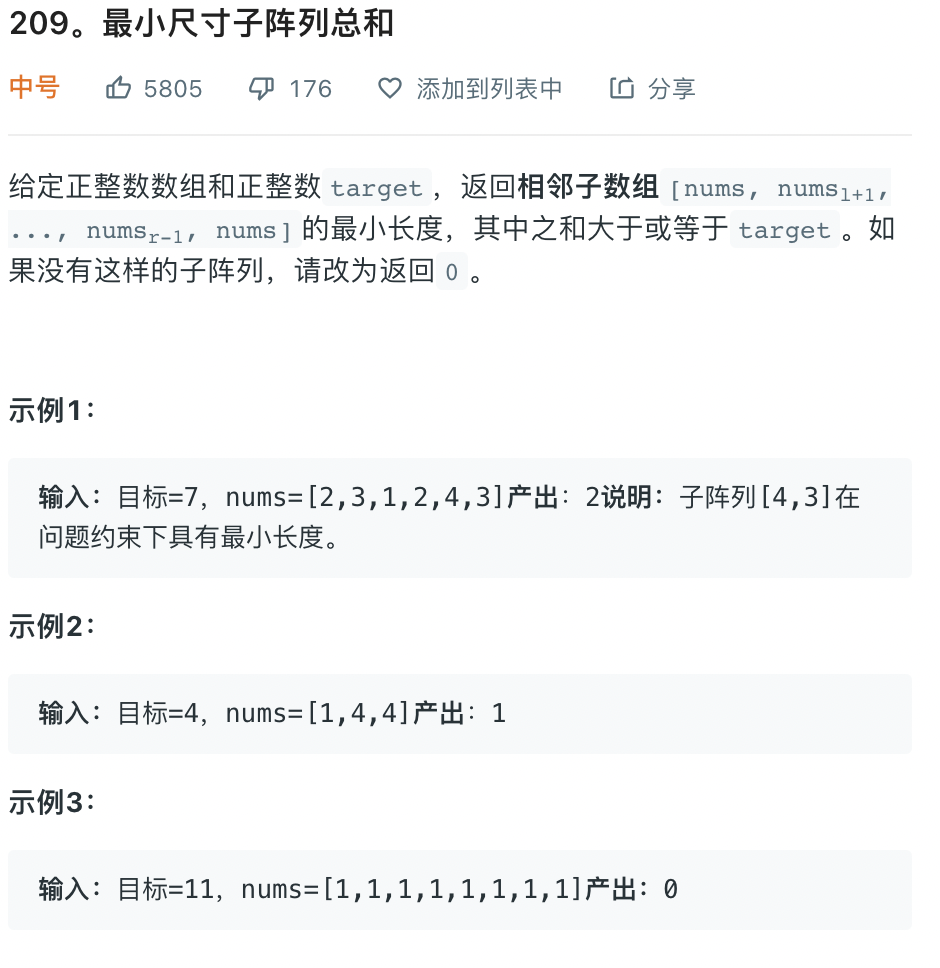 209。最小尺寸子阵列总和
中号 5805 176 添加到列表中 分享
给定正整数数组和正整数 target ，返回相邻子数组 [nums, numsl+1,
..., numsr-1, nums] 的最小长度，其中之和大于或等于 target 。如
果没有这样的子阵列，请改为返回 0 。
示例1：
输入：目标=7，nums=[2,3,1,2,4,3]产出：2说明：子阵列[4,3]在
问题约束下具有最小长度。
示例2：
输入：目标=4，nums=[1,4,4]产出：1
示例3：
输入：目标=11，nums=[1,1,1,1,1,1,1,1]产出：0